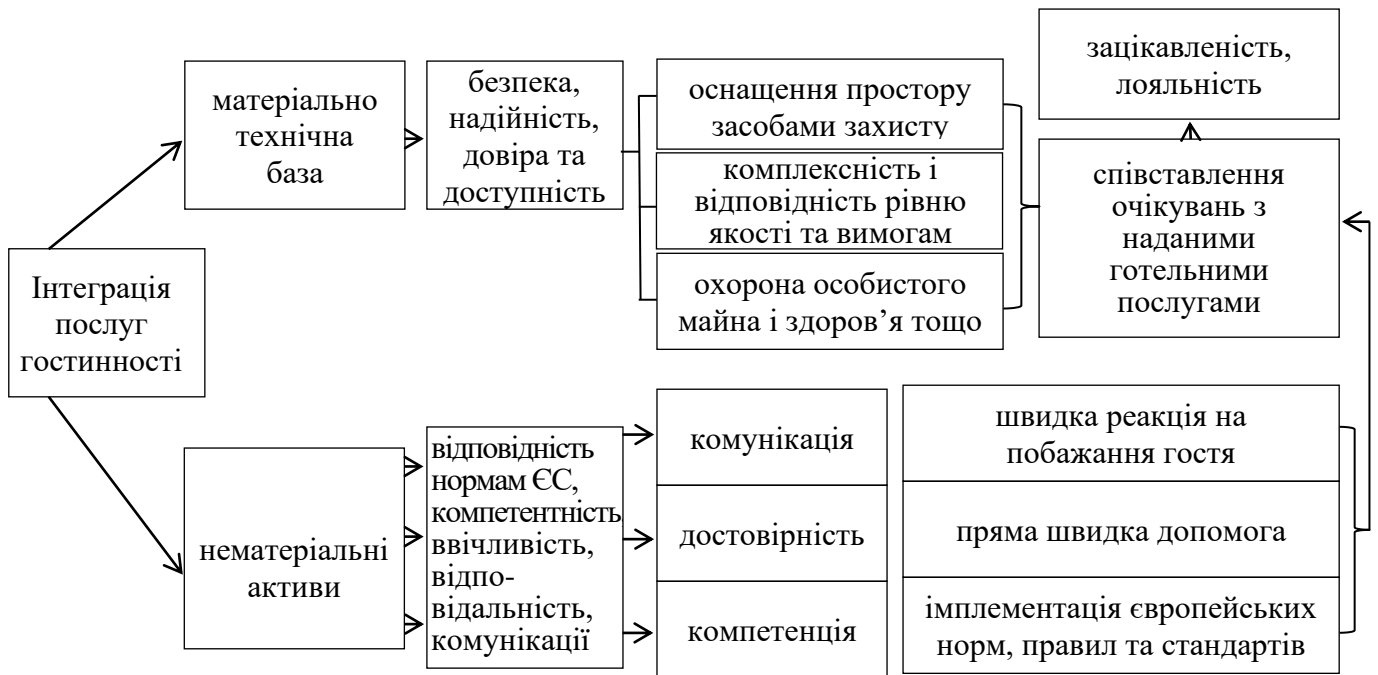 Інтеграція
послуг
гостинності
матеріально
технічна
база
безпека,
надійність,
довіра та
доступність
оснащення простору
засобами захисту
комплексність і
відповідність рівню
якості та вимогам
охорона особистого
майна і здоров’я тощо
зацікавленість,
лояльність
співставлення
очікувань з
наданими
готельними
послугами
нематеріальні
активи
відповідність
нормам ЄС,
компетентність
ввічливість,
відпо-
відальність,
комунікації
комунікація
достовірність
компетенція
швидка реакція на
побажання гостя
пряма швидка допомога
імплементація європейських
норм, правил та стандартів